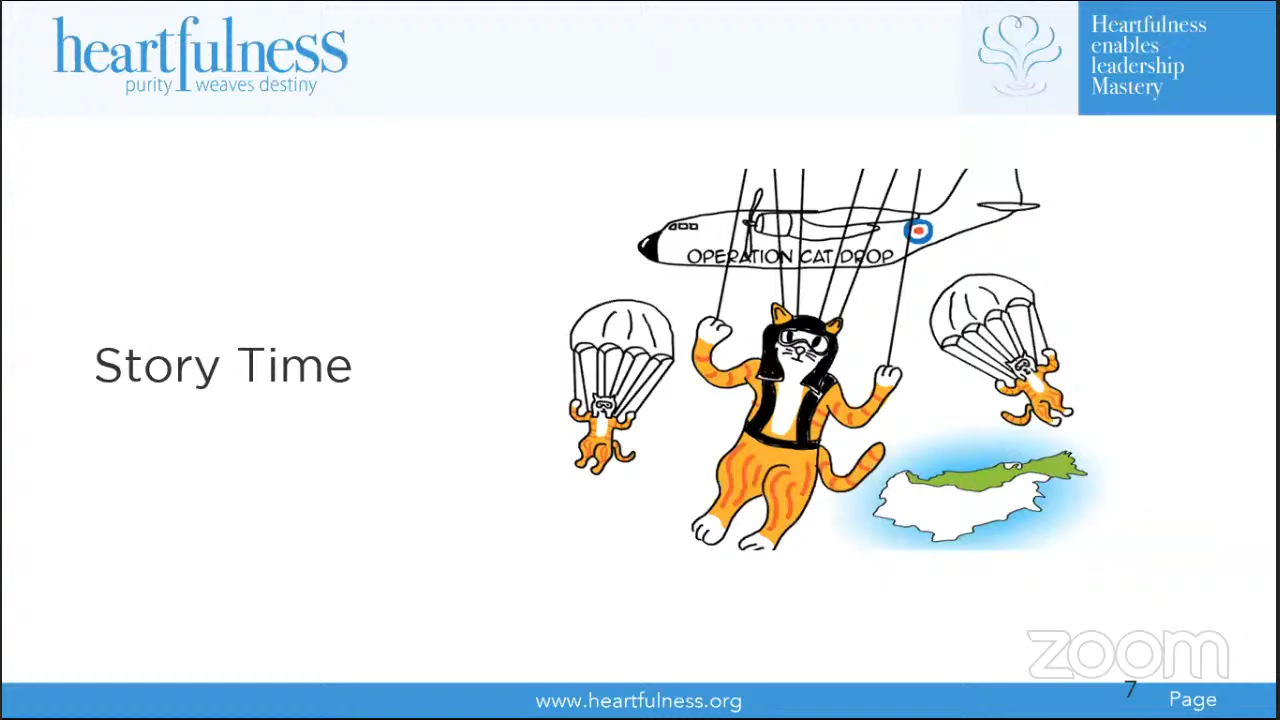 heartfulness
purity weaves destiny
Heartfulness
enables
leadership
Mastery
OPERATION CAT DROP
Story Time
zoom
www.heartfulness.org
7
Page